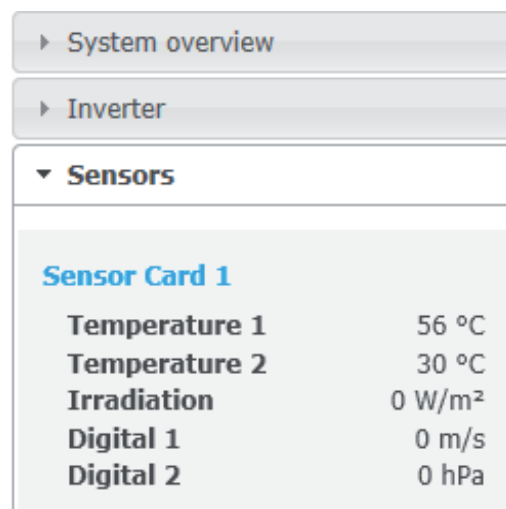 System overview
Inverter
Sensors
Sensor Card 1
Temperature 1 56 °C
Temperature 2 30 °C
Irradiation 0 W/m²
Digital 1 0 m/s
Digital 2 0 hPa